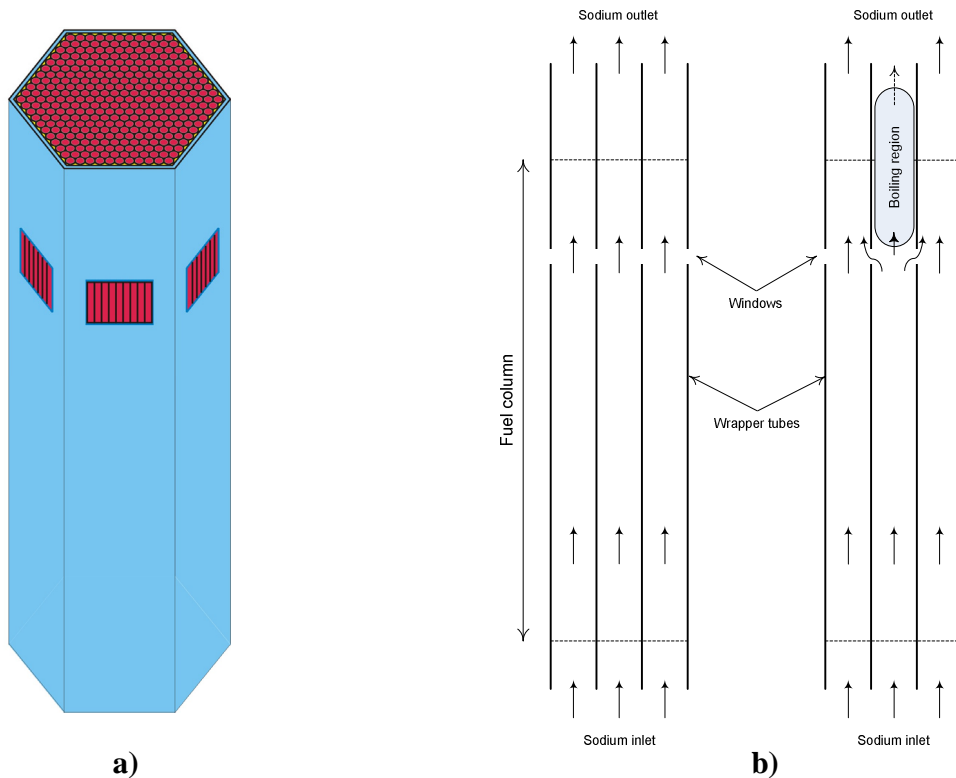 Sodium outlet
Sodium outlet
Boiling region
Windows
Fuel column
Wrapper tubes
Sodium inlet
Sodium inlet
a)
b)